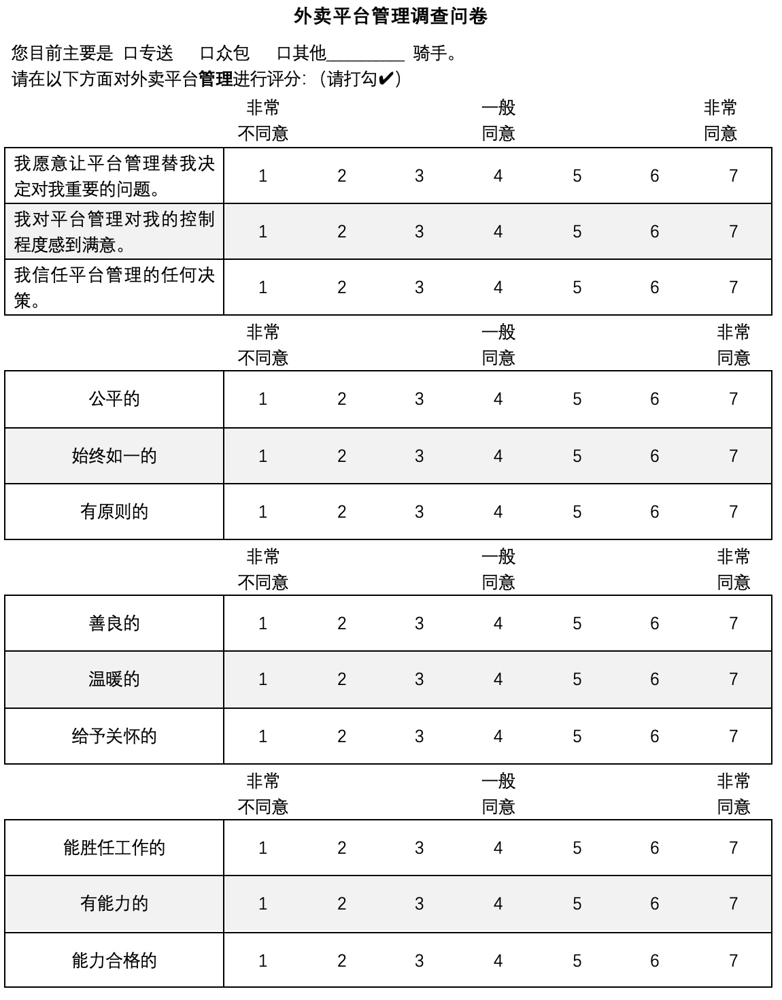 外卖平台管理调查问卷
您目前主要是 口专送 口众包 口其他_________ 骑手。
请在以下方面对外卖平台管理进行评分：（请打勾✔）
非常 一般 非常
不同意 同意 同意
我愿意让平台管理替我决
定对我重要的问题。 1 2 3 4 5 6 7
我对平台管理对我的控制
程度感到满意。 1 2 3 4 5 6 7
我信任平台管理的任何决
策。 1 2 3 4 5 6 7
非常 一般 非常
不同意 同意 同意
公平的 1 2 3 4 5 6 7
始终如一的 1 2 3 4 5 6 7
有原则的 1 2 3 4 5 6 7
非常 一般 非常
不同意 同意 同意
善良的 1 2 3 4 5 6 7
温暖的 1 2 3 4 5 6 7
给予关怀的 1 2 3 4 5 6 7
非常 一般 非常
不同意 同意 同意
能胜任工作的 1 2 3 4 5 6 7
有能力的 1 2 3 4 5 6 7
能力合格的 1 2 3 4 5 6 7